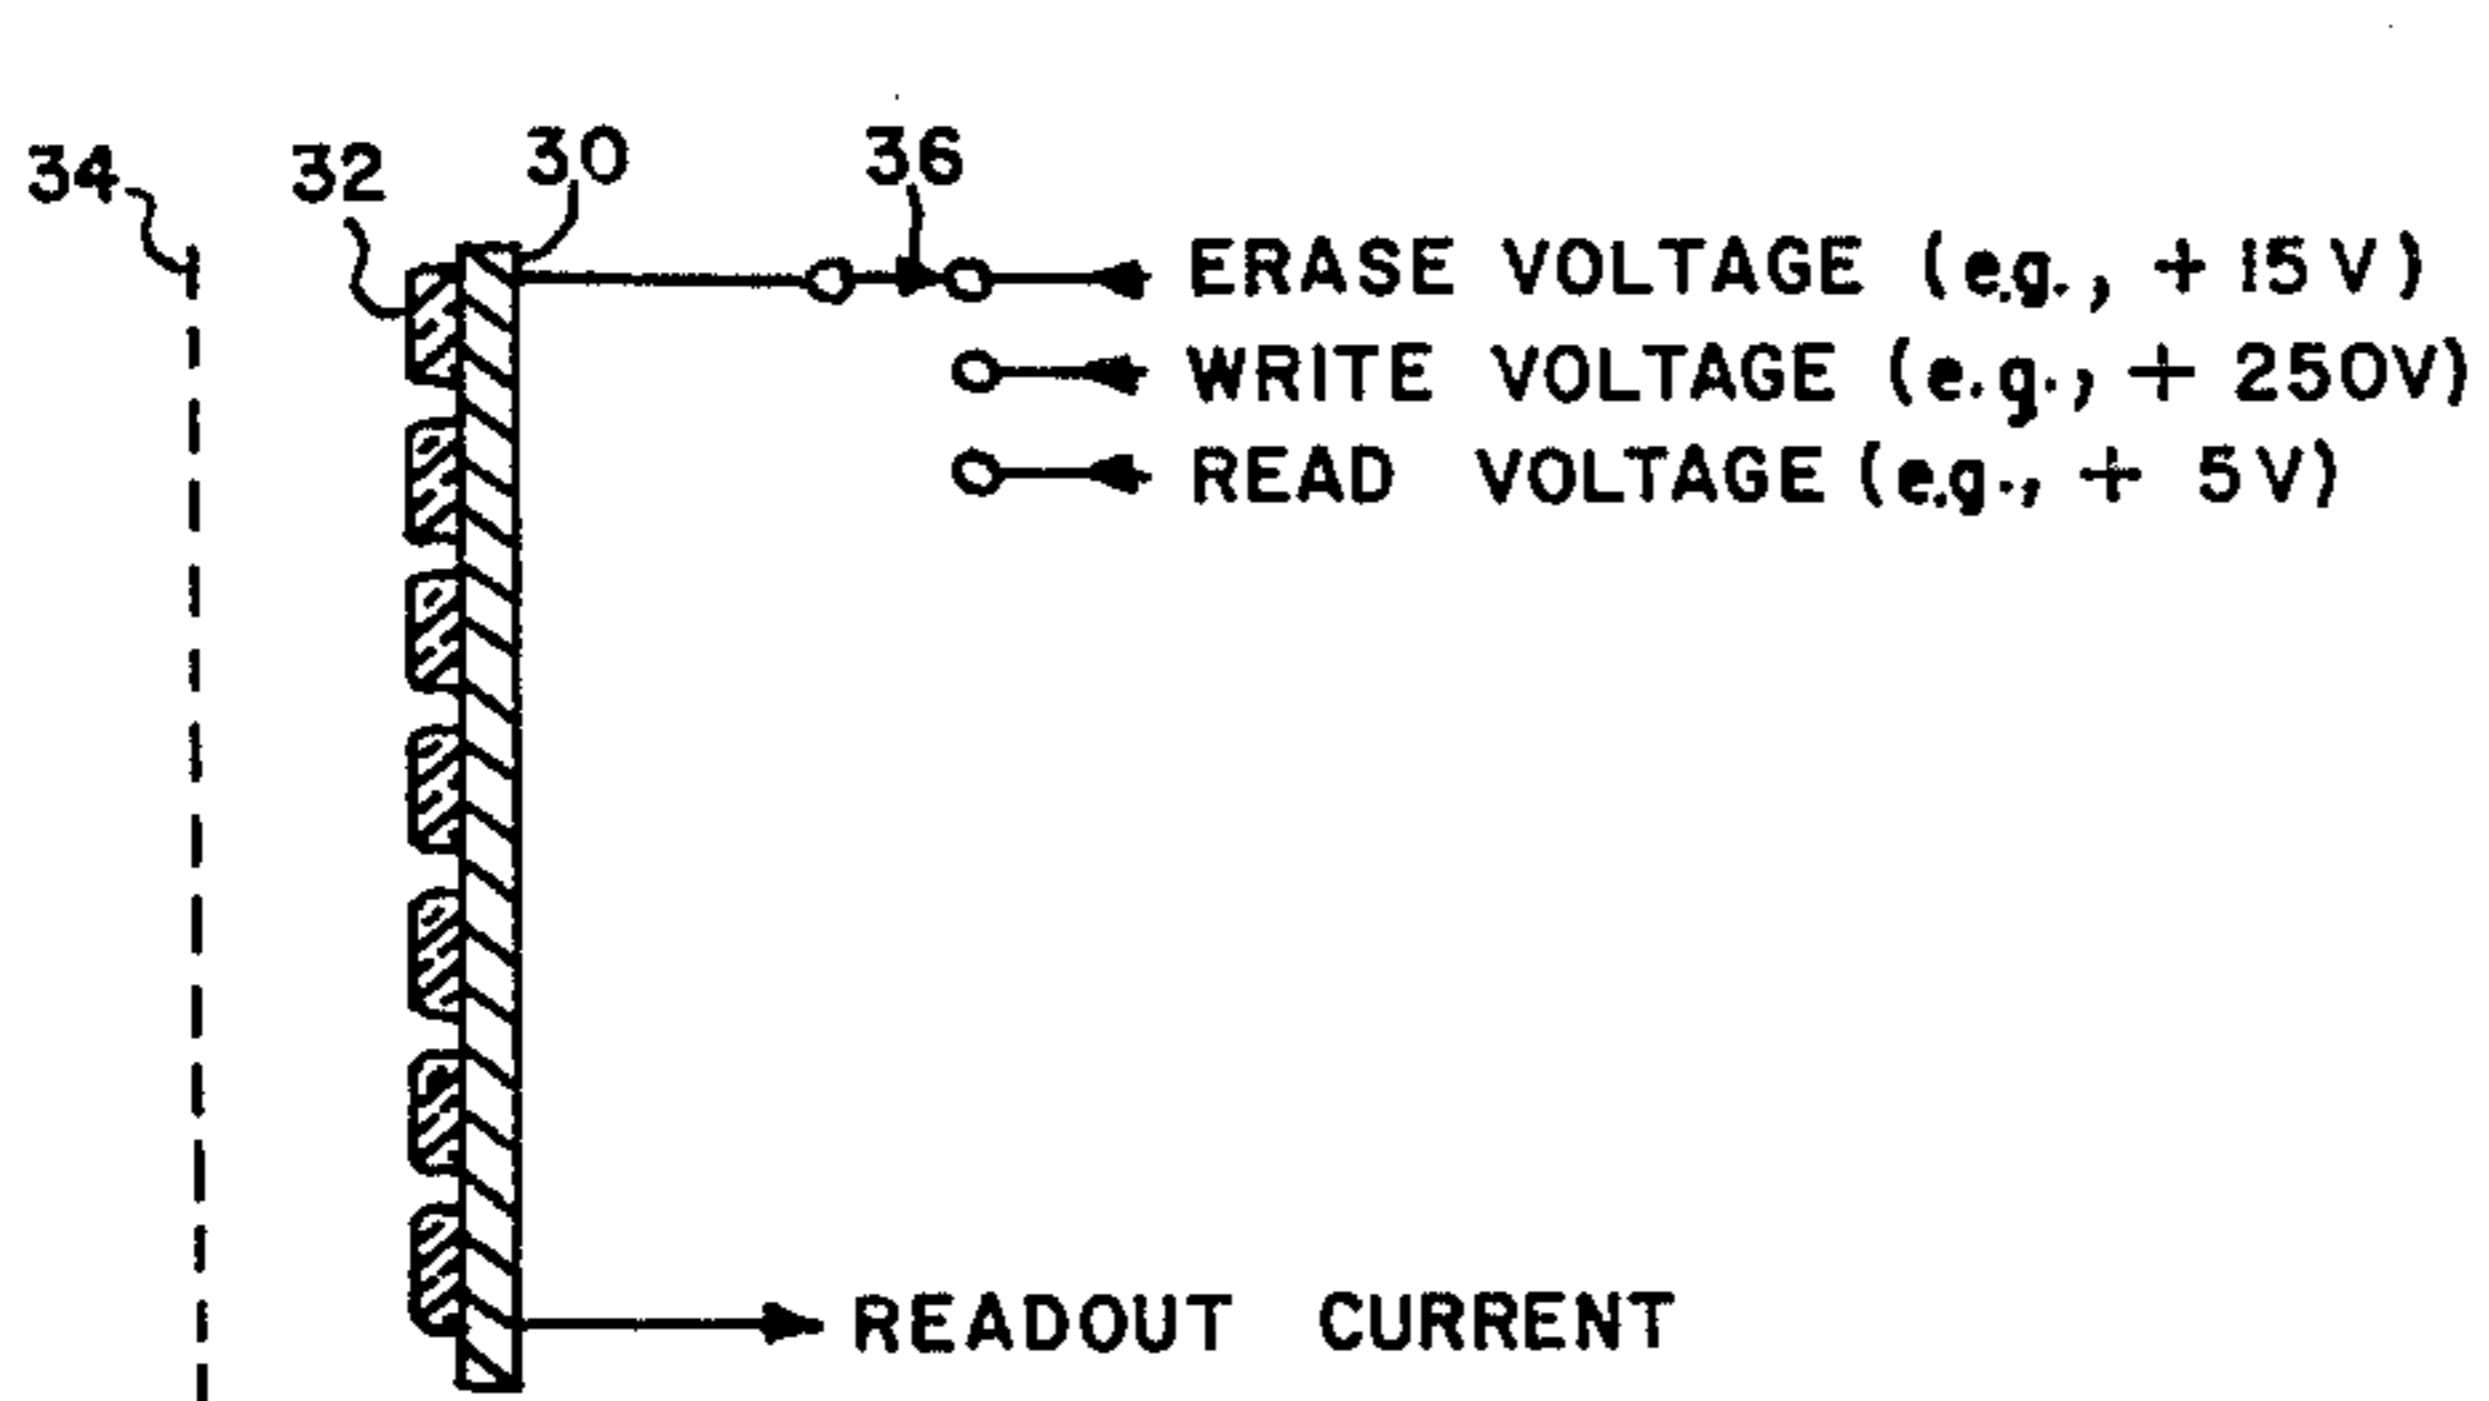 34 32 30 36
ERASE VOLTAGE (e.g., + 15 V)
WRITE VOLTAGE (e.g., + 250V)
READ VOLTAGE (e.g., + 5 V)
READOUT CURRENT